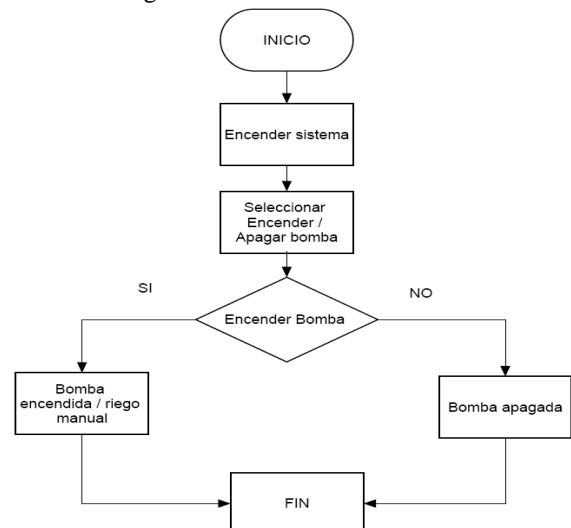 INICIO
Encender sistema
Seleccionar
Encender /
Apagar bomba
SI
NO
Encender Bomba
Bomba
encendida / riego
manual
Bomba apagada
FIN